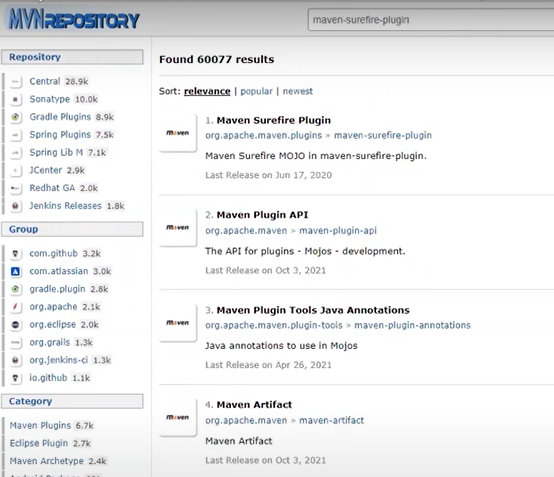 MVNREPOSITORY
maven-surefire-plugin
Repository
Central 28.9k
Sonatype 10.0k
Gradle Plugins 8.9k
Spring Plugins 7.5k
Spring Lib M 7.1k
JCenter 2.9k
Redhat GA 2.0k
Jenkins Releases 1.8k
Group
com.github 3.2k
com.atlassian 3.0k
gradle.plugin 2.8k
org.apache 2.1k
org.eclipse 2.0k
org.grails 1.3k
org.jenkins-ci 1.3k
io.github 1.1k
Category
Maven Plugins 6.7k
Eclipse Plugin 2.7k
Maven Archetype 2.4k
Found 60077 results
Sort: relevance | popular | newest
maven
1. Maven Surefire Plugin
org.apache.maven.plugins » maven-surefire-plugin
Maven Surefire MOJO in maven-surefire-plugin.
Last Release on Jun 17, 2020
maven
2. Maven Plugin API
org.apache.maven » maven-plugin-api
The API for plugins - Mojos - development.
Last Release on Oct 3, 2021
maven
3. Maven Plugin Tools Java Annotations
org.apache.maven.plugin-tools » maven-plugin-annotations
Java annotations to use in Mojos
Last Release on Apr 26, 2021
maven
4. Maven Artifact
org.apache.maven » maven-artifact
Maven Artifact
Last Release on Oct 3, 2021